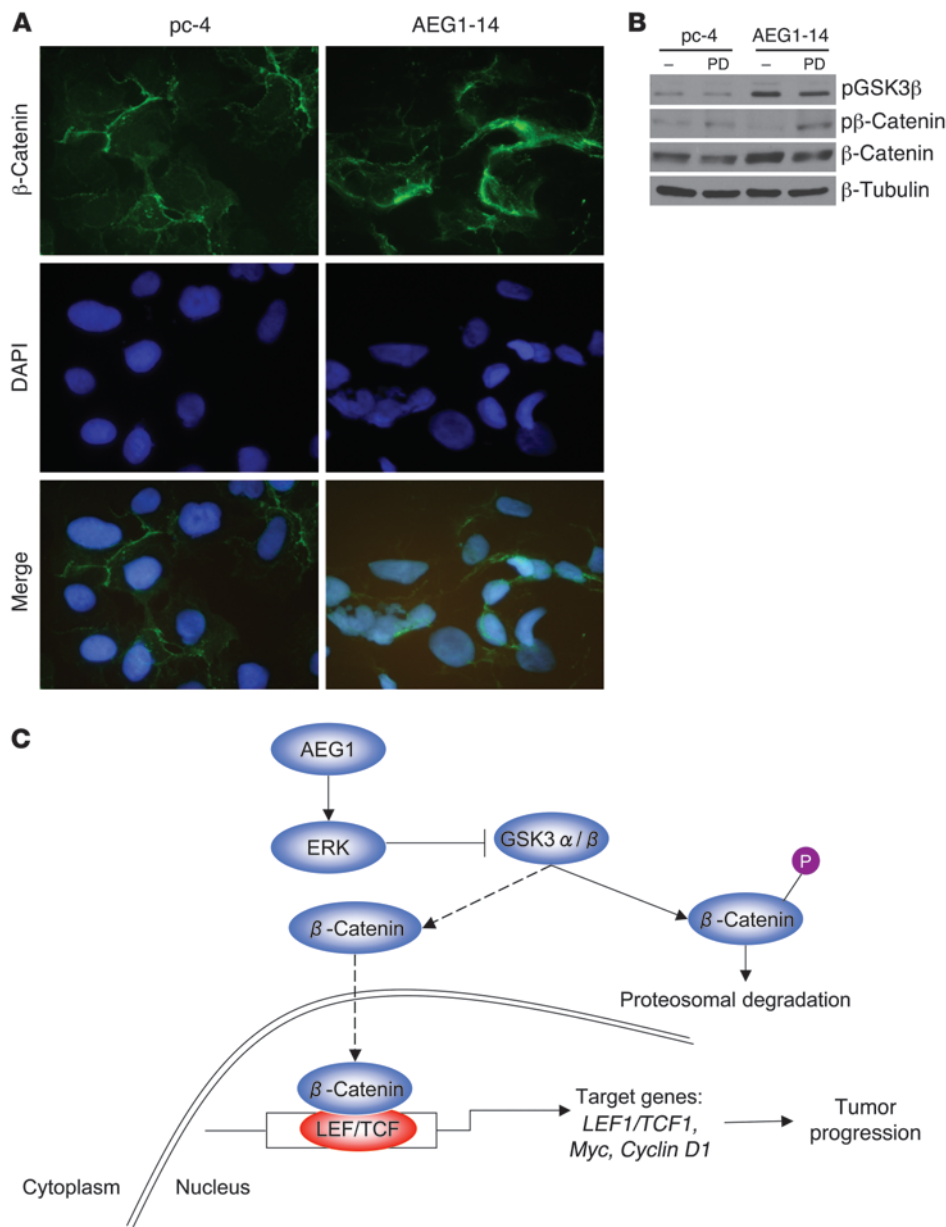 A
pc-4
AEG1-14
β-Catenin
DAPI
Merge
B
pc-4
AEG1-14
–
PD
–
PD
pGSK3β
pβ-Catenin
β-Catenin
β-Tubulin
C
AEG1
ERK
GSK3 α / β
P
β-Catenin
β-Catenin
Proteosomal degradation
β-Catenin
LEF/TCF
Target genes:
LEF1/TCF1,
Myc, Cyclin D1
Tumor
progression
Cytoplasm
Nucleus